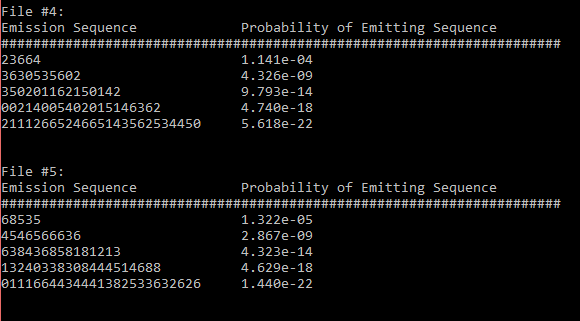 File #4:
Emission Sequence Probability of Emitting Sequence
######################################################################
23664 1.141e-04
3630535602 4.326e-09
350201162150142 9.793e-14
00214005402015146362 4.740e-18
2111266524665143562534450 5.618e-22
File #5:
Emission Sequence Probability of Emitting Sequence
######################################################################
68535 1.322e-05
4546566636 2.867e-09
638436858181213 4.323e-14
13240338308444514688 4.629e-18
0111664434441382533632626 1.440e-22